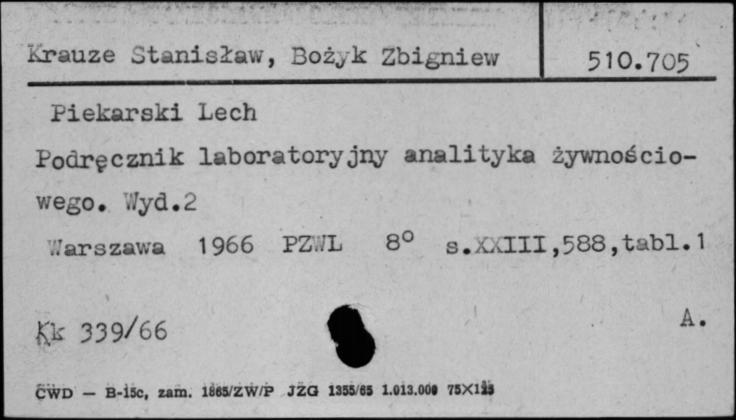 Krauze Stanisław, Bożyk Zbigniew 510.705
Piekarski Lech
Podręcznik laboratoryjny analityka żywnościo-
wego. Wyd.2
Warszawa 1966 PZWL 8° s.XXIII,588,tabl.1
Kk 339/66 A.
CWD — B-15c, zam. 1865/ZW/P JZG 1355/65 1.013.000 75X125